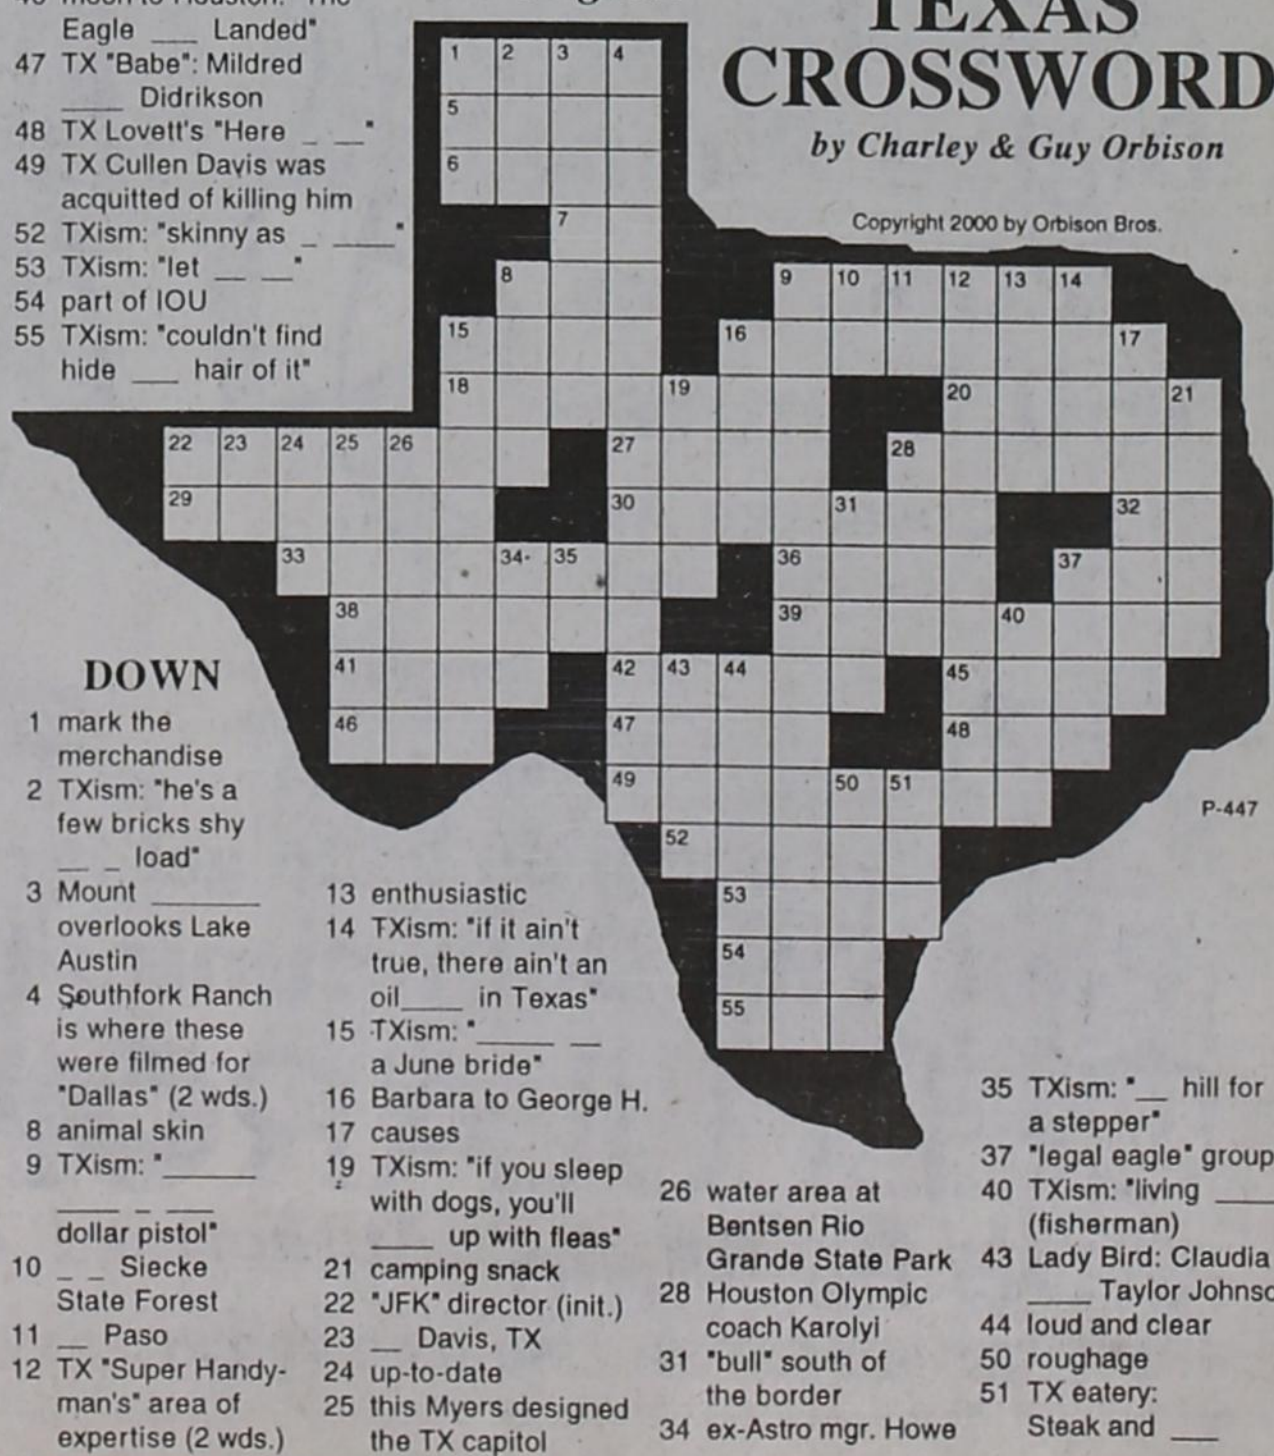 Eagle ___ Landed"
47 TX "Babe": Mildred
____ Didrikson
48 TX Lovett's "Here _ __"
49 TX Cullen Davis was
acquitted of killing him
52 TXism: "skinny as _ ____"
53 TXism: "let __ __"
54 part of IOU
55 TXism: "couldn't find
hide ___ hair of it"
TEXAS
CROSSWORD
by Charley & Guy Orbison
Copyright 2000 by Orbison Bros.
1 2 3 4
5
6
7
8 9 10 11 12 13 14
15 16 17
18 19 20 21
22 23 24 25 26 27 28
29 30 31 32
33 34 35 36 37
38 39 40
41 42 43 44 45
46 47 48
49 50 51
P-447
52
53
54
55
DOWN
1 mark the
merchandise
2 TXism: "he's a
few bricks shy
__ _ load"
3 Mount ______
overlooks Lake
Austin
4 Southfork Ranch
is where these
were filmed for
"Dallas" (2 wds.)
8 animal skin
9 TXism: "______
____ _ ___
dollar pistol"
10 _ _ Siecke
State Forest
11 __ Paso
12 TX "Super Handy-
man's" area of
expertise (2 wds.)
13 enthusiastic
14 TXism: "if it ain't
true, there ain't an
oil____ in Texas"
15 TXism: "_____ __
a June bride"
16 Barbara to George H.
17 causes
19 TXism: "if you sleep
with dogs, you'll
____ up with fleas"
21 camping snack
22 "JFK" director (init.)
23 __ Davis, TX
24 up-to-date
25 this Myers designed
the TX capitol
26 water area at
Bentsen Rio
Grande State Park
28 Houston Olympic
coach Karolyi
31 "bull" south of
the border
34 ex-Astro mgr. Howe
35 TXism: "__ hill for
a stepper"
37 "legal eagle" group
40 TXism: "living ____
(fisherman)
43 Lady Bird: Claudia
____ Taylor Johnso
44 loud and clear
50 roughage
51 TX eatery:
Steak and ___